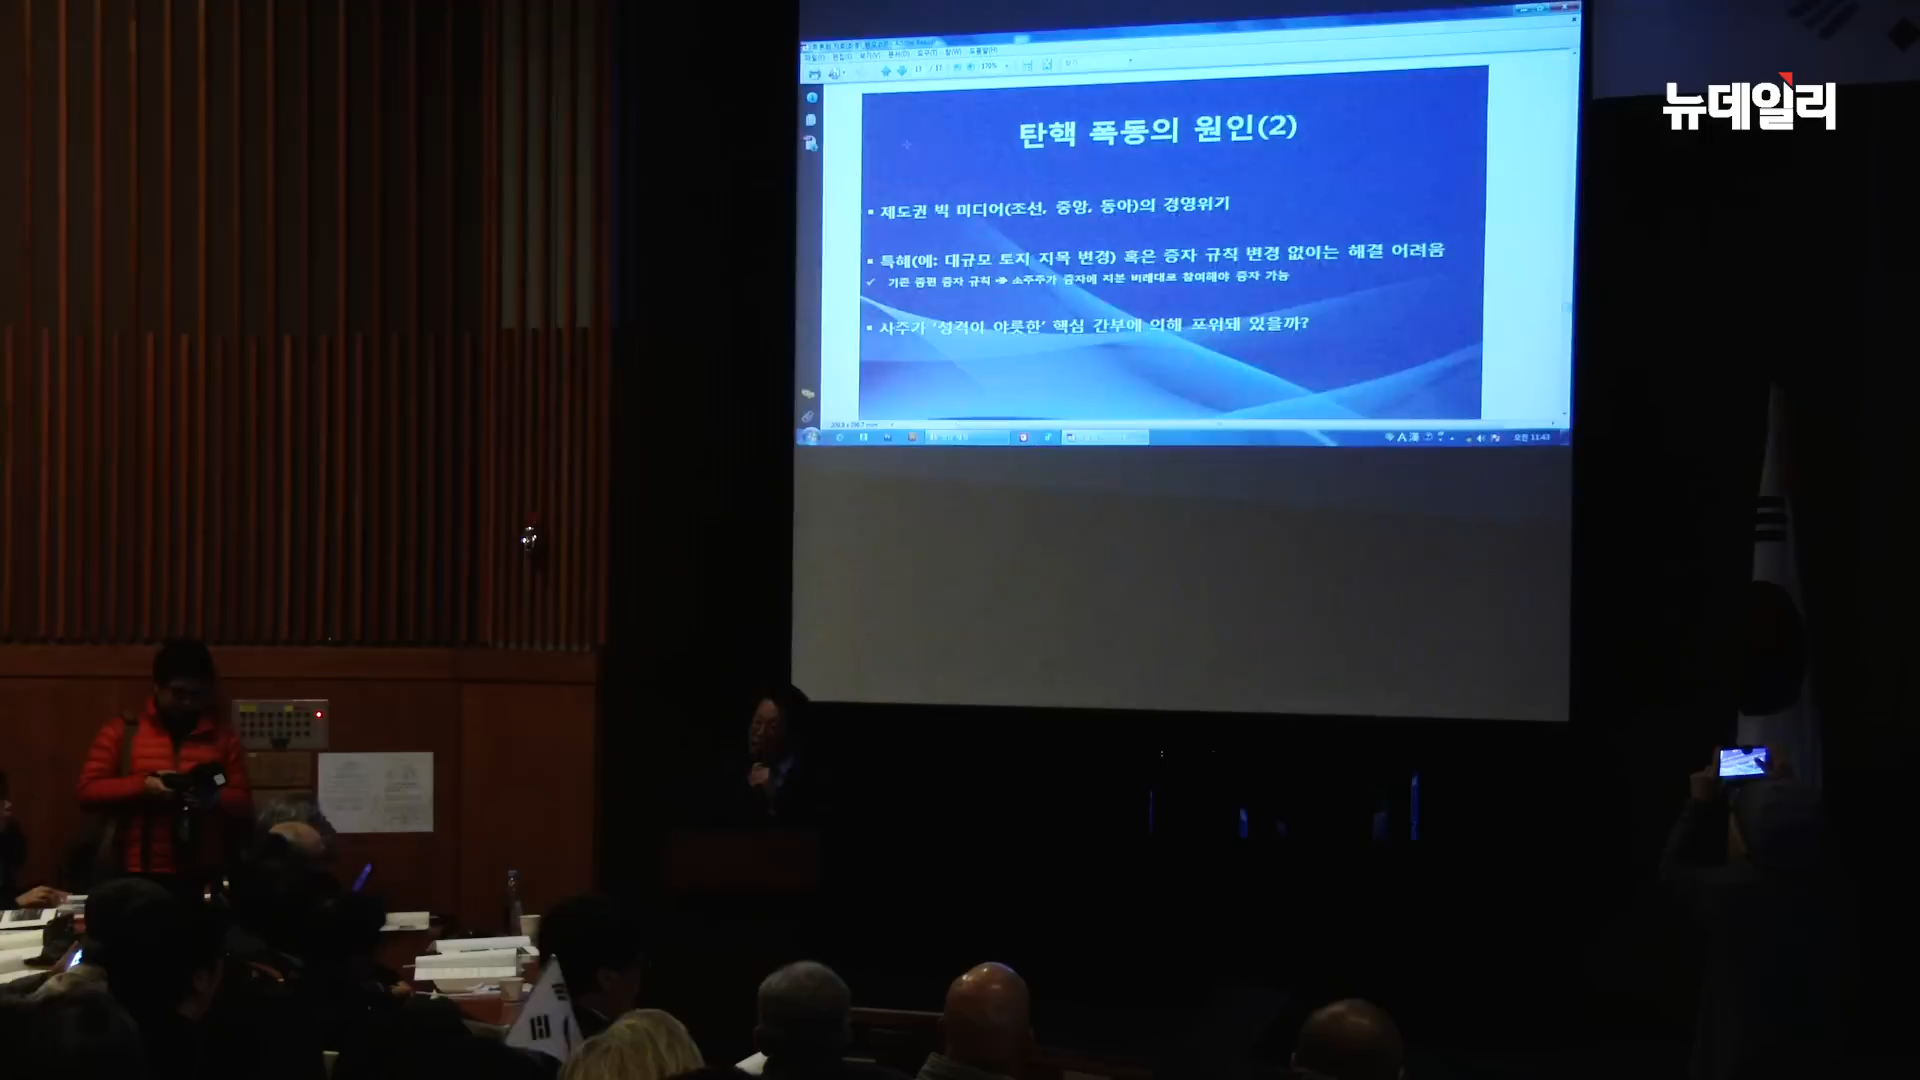 뉴데일리
탄핵 폭동의 원인(2)
▪ 제도권 빅 미디어(조선, 중앙, 동아)의 경영위기
▪ 특혜(예: 대규모 토지 지목 변경) 혹은 증자 규칙 변경 없이는 해결 어려움
✓ 기존 종편 증자 규칙 → 소주주가 증자에 지분 비례대로 참여해야 증자 가능
▪ 사주가 ‘성격이 야릇한’ 핵심 간부에 의해 포위돼 있을까?
오전 11:43